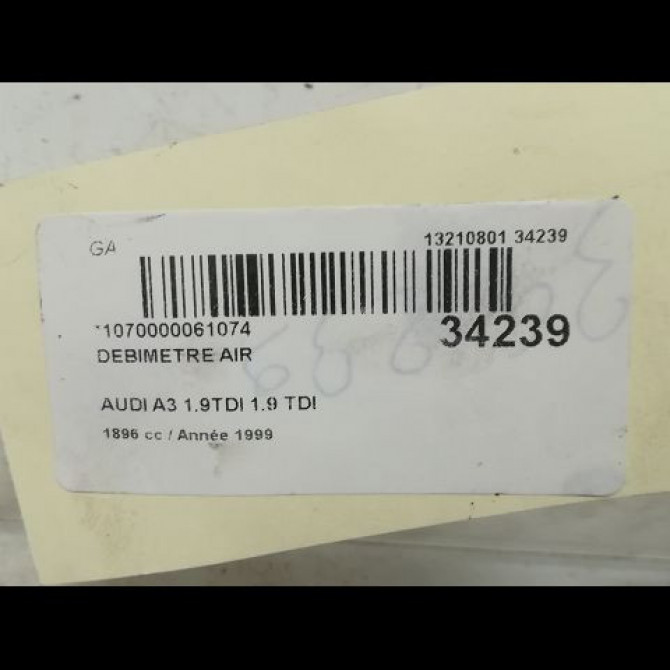 GA
13210801 34239
*1070000061074
34239
DEBIMETRE AIR
AUDI A3 1.9TDI 1.9 TDI
1896 cc / Année 1999